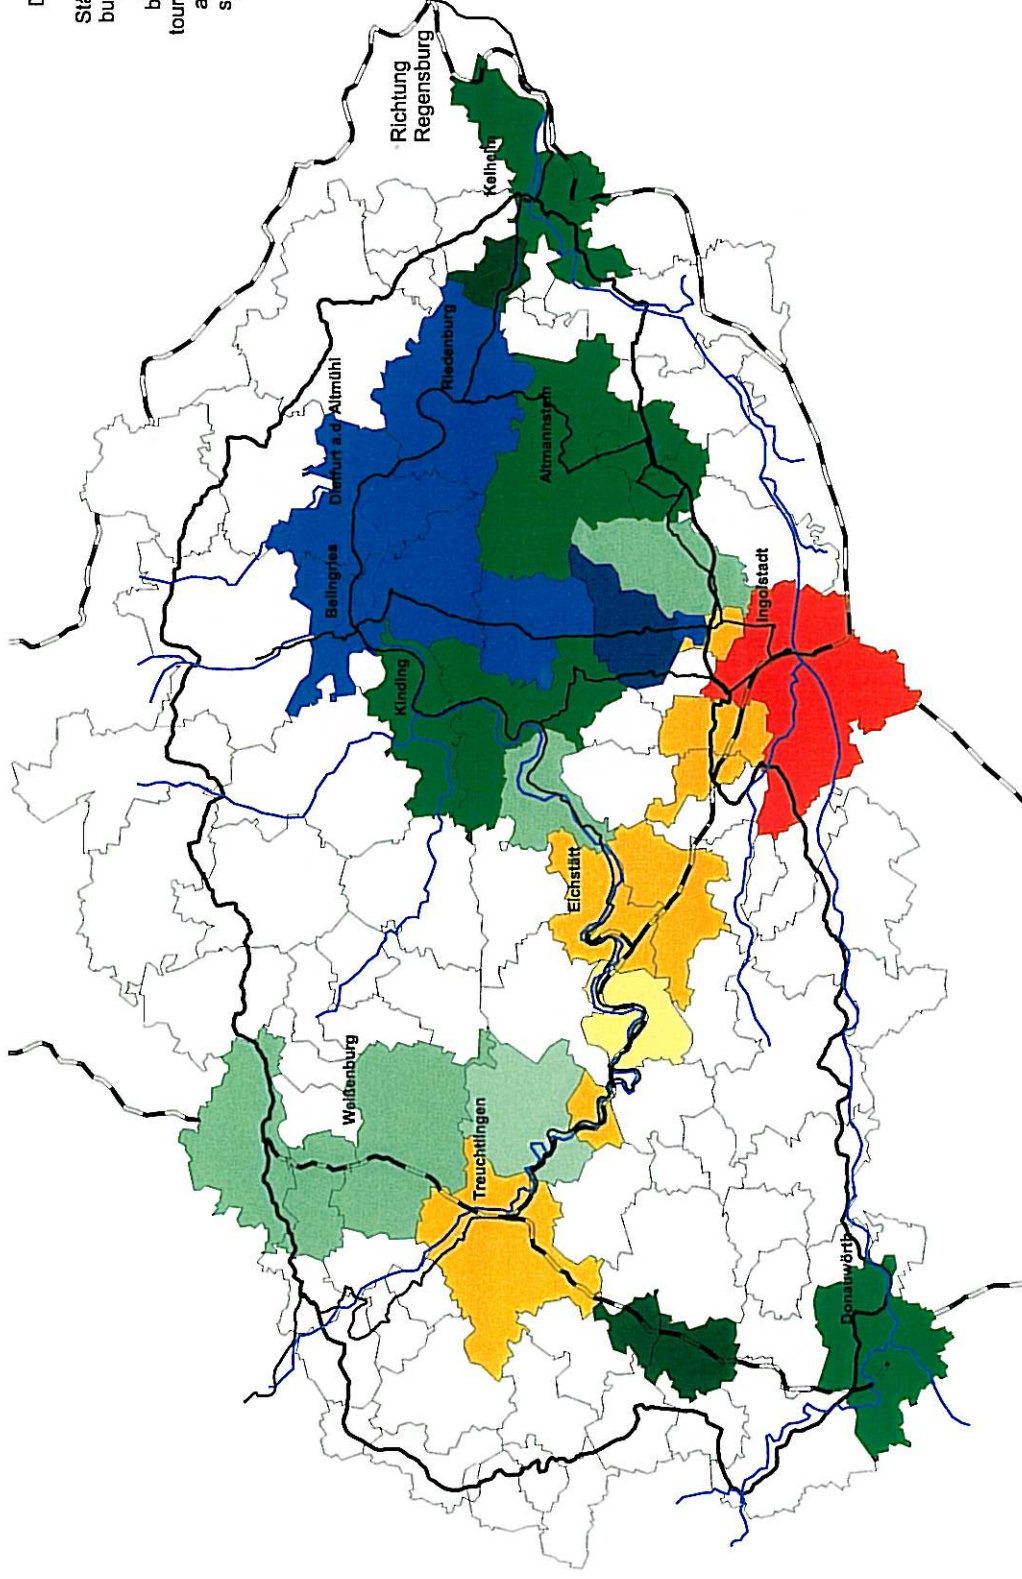 Richtung
Regensburg
Kelheim
Riedenburg
Dietfurt a.d. Altmühl
Altmannstein
Beilngries
Ingolstadt
Kinding
Eichstätt
Weißenburg
Treuchtlingen
Donauwörth